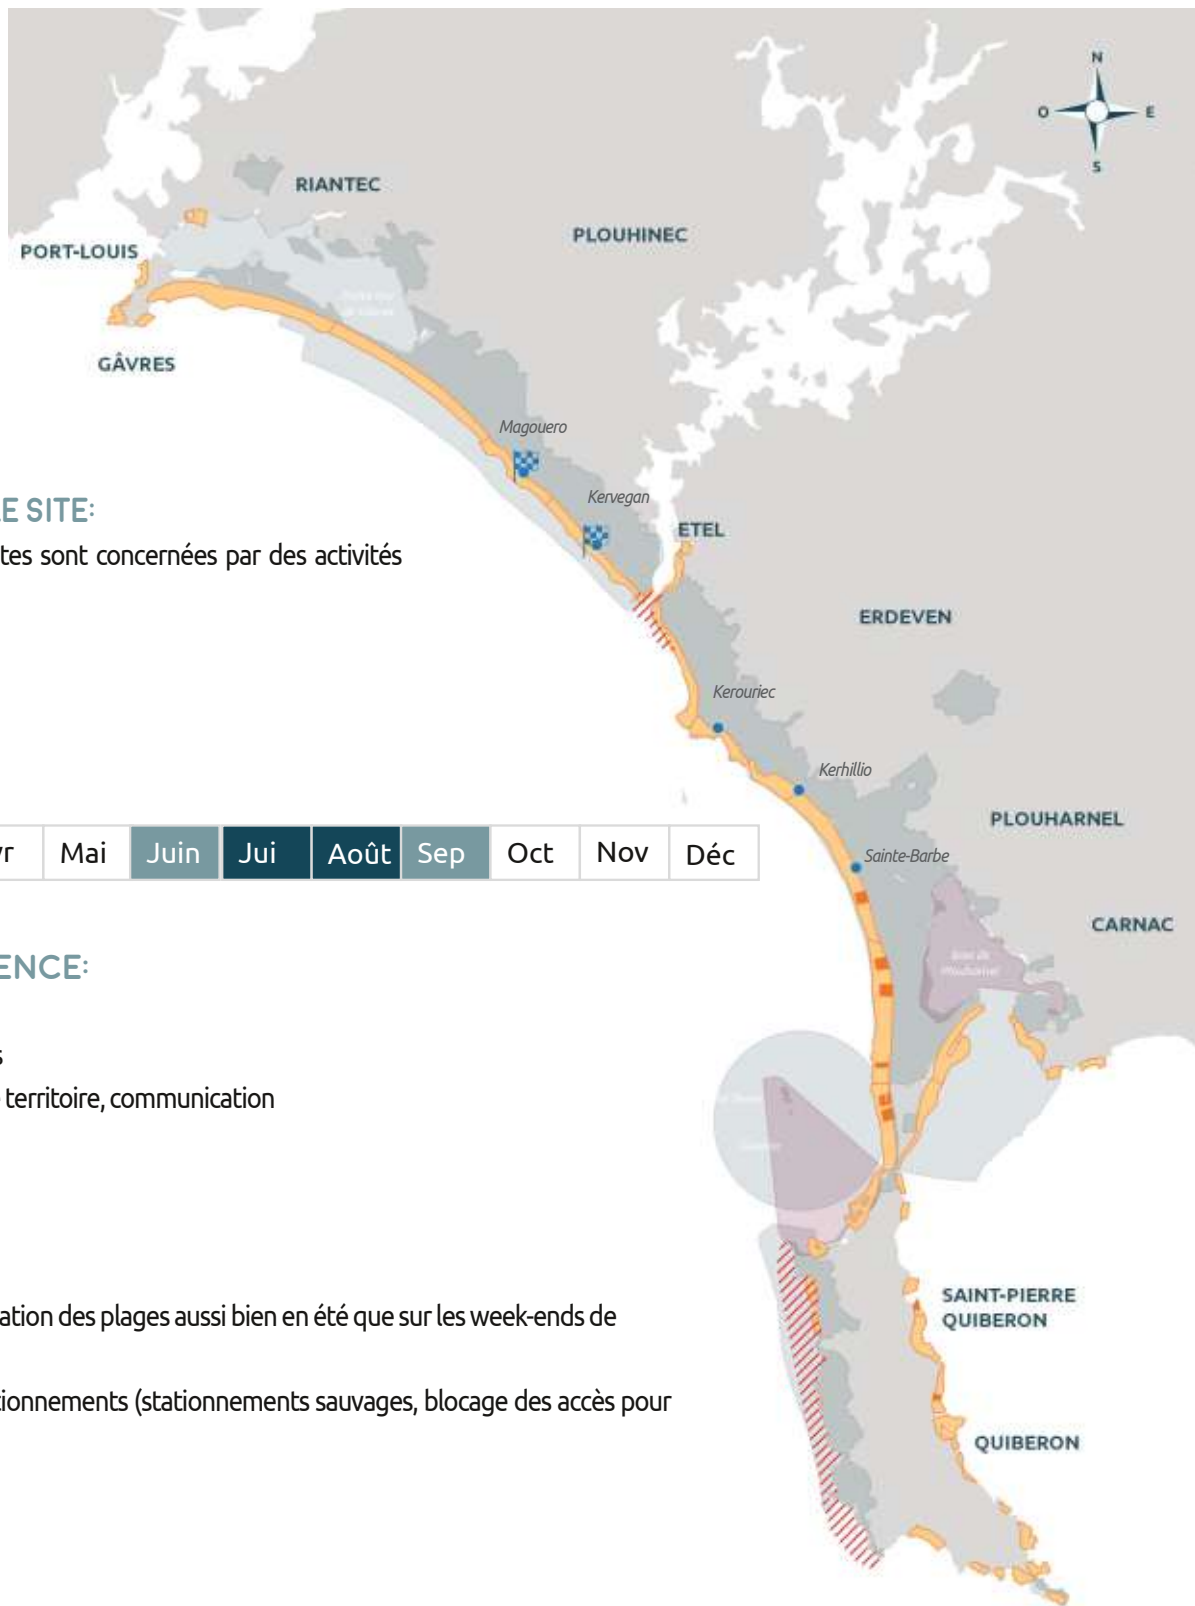 N
O
E
S
RIANTEC
PLOUHINEC
PORT-LOUIS
GÂVRES
Magouero
Kervegan
LE SITE:
ETEL
tes sont concernées par des activités
ERDEVEN
Kerouriec
Kerhillio
PLOUHARNEL
vr Mai Juin Jui Août Sep Oct Nov Déc
Sainte-Barbe
CARNAC
ENCE:
s
territoire, communication
SAINT-PIERRE
QUIBERON
ation des plages aussi bien en été que sur les week-ends de
tionnements (stationnements sauvages, blocage des accès pour
QUIBERON